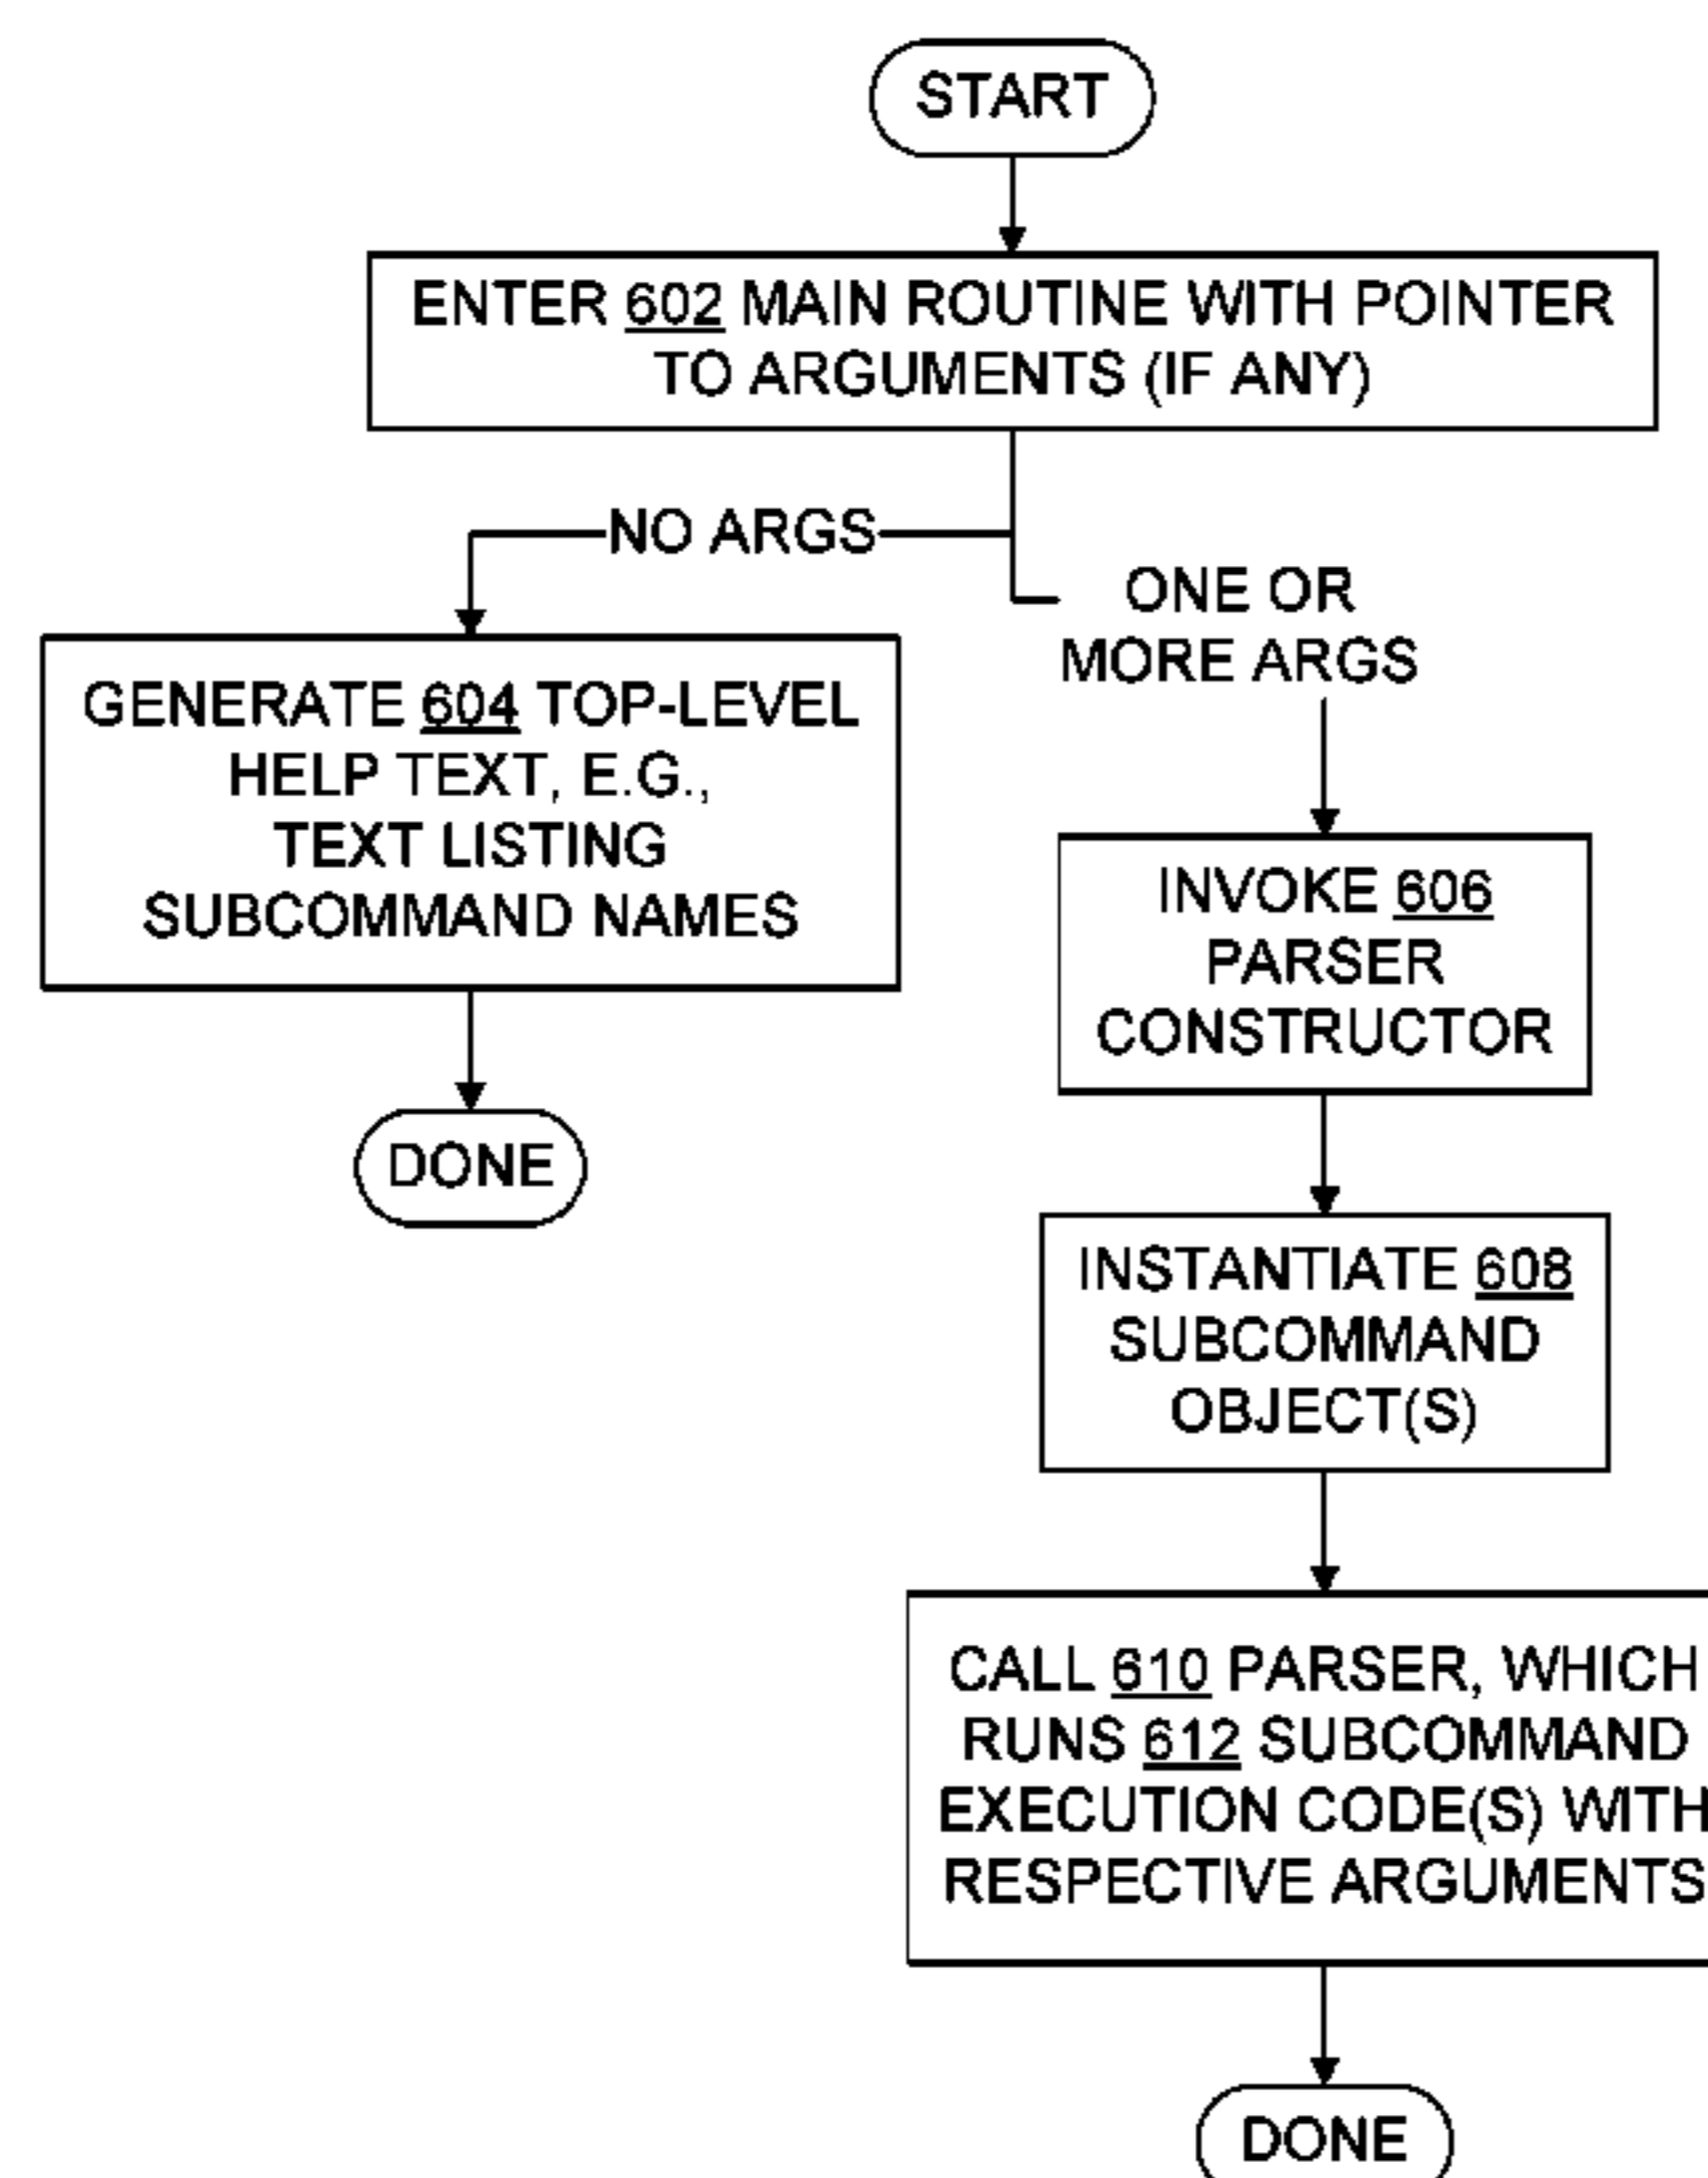 START
ENTER 602 MAIN ROUTINE WITH POINTER
TO ARGUMENTS (IF ANY)
NO ARGS
ONE OR
MORE ARGS
GENERATE 604 TOP-LEVEL
HELP TEXT, E.G.,
TEXT LISTING
SUBCOMMAND NAMES
DONE
INVOKE 606
PARSER
CONSTRUCTOR
INSTANTIATE 608
SUBCOMMAND
OBJECT(S)
CALL 610 PARSER, WHICH
RUNS 612 SUBCOMMAND
EXECUTION CODE(S) WITH
RESPECTIVE ARGUMENTS
DONE